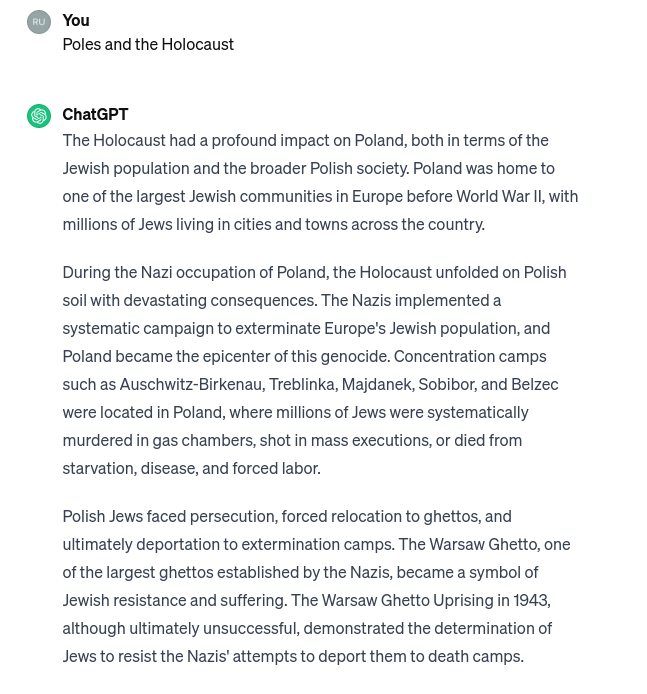 RU
You
Poles and the Holocaust
ChatGPT
The Holocaust had a profound impact on Poland, both in terms of the
Jewish population and the broader Polish society. Poland was home to
one of the largest Jewish communities in Europe before World War II, with
millions of Jews living in cities and towns across the country.
During the Nazi occupation of Poland, the Holocaust unfolded on Polish
soil with devastating consequences. The Nazis implemented a
systematic campaign to exterminate Europe's Jewish population, and
Poland became the epicenter of this genocide. Concentration camps
such as Auschwitz-Birkenau, Treblinka, Majdanek, Sobibor, and Belzec
were located in Poland, where millions of Jews were systematically
murdered in gas chambers, shot in mass executions, or died from
starvation, disease, and forced labor.
Polish Jews faced persecution, forced relocation to ghettos, and
ultimately deportation to extermination camps. The Warsaw Ghetto, one
of the largest ghettos established by the Nazis, became a symbol of
Jewish resistance and suffering. The Warsaw Ghetto Uprising in 1943,
although ultimately unsuccessful, demonstrated the determination of
Jews to resist the Nazis' attempts to deport them to death camps.